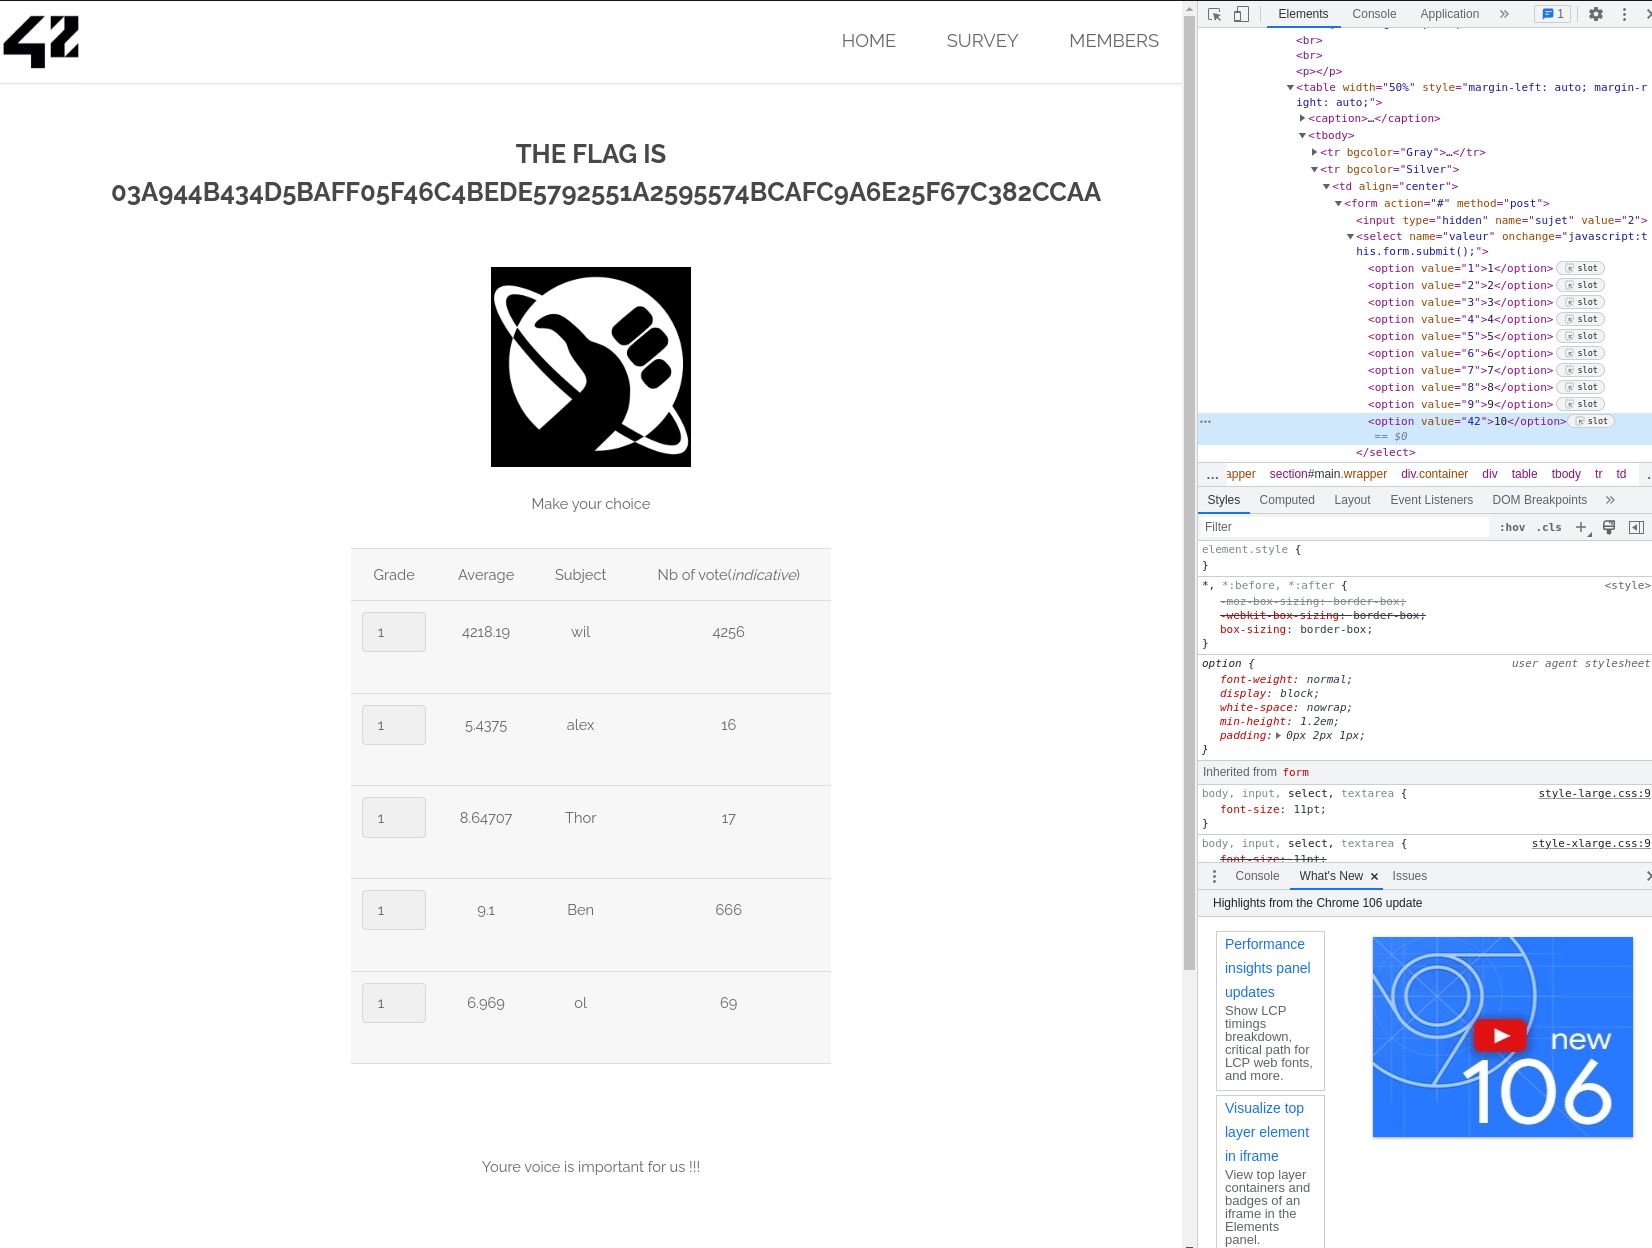 42
HOME SURVEY MEMBERS
THE FLAG IS
03A944B434D5BAFF05F46C4BEDE5792551A2595574BCAFC9A6E25F67C382CCAA
Make your choice
Grade Average Subject Nb of vote(indicative)
1 4218.19 wil 4256
1 5.4375 alex 16
1 8.64707 Thor 17
1 9.1 Ben 666
1 6.969 ol 69
Youre voice is important for us !!!
Elements Console Application » 1
<br>
<br>
<p></p>
<table width="50%" style="margin-left: auto; margin-r
ight: auto;">
<caption>…</caption>
<tbody>
<tr bgcolor="Gray">…</tr>
<tr bgcolor="Silver">
<td align="center">
<form action="#" method="post">
<input type="hidden" name="sujet" value="2">
<select name="valeur" onchange="javascript:t
his.form.submit();">
<option value="1">1</option> slot
<option value="2">2</option> slot
<option value="3">3</option> slot
<option value="4">4</option> slot
<option value="5">5</option> slot
<option value="6">6</option> slot
<option value="7">7</option> slot
<option value="8">8</option> slot
<option value="9">9</option> slot
<option value="42">10</option> slot
== $0
</select>
… apper section#main.wrapper div.container div table tbody tr td
Styles Computed Layout Event Listeners DOM Breakpoints »
Filter :hov .cls +
element.style {
}
*, *:before, *:after { <style>
-moz-box-sizing: border-box;
-webkit-box-sizing: border-box;
box-sizing: border-box;
}
option { user agent stylesheet
font-weight: normal;
display: block;
white-space: nowrap;
min-height: 1.2em;
padding: 0px 2px 1px;
}
Inherited from form
body, input, select, textarea { style-large.css:9
font-size: 11pt;
}
body, input, select, textarea { style-xlarge.css:9
font-size: 11pt;
Console What's New × Issues
Highlights from the Chrome 106 update
Performance
insights panel
updates
Show LCP
timings
breakdown,
critical path for
LCP web fonts,
and more.
Visualize top
layer element
in iframe
View top layer
containers and
badges of an
iframe in the
Elements
panel.
new
106